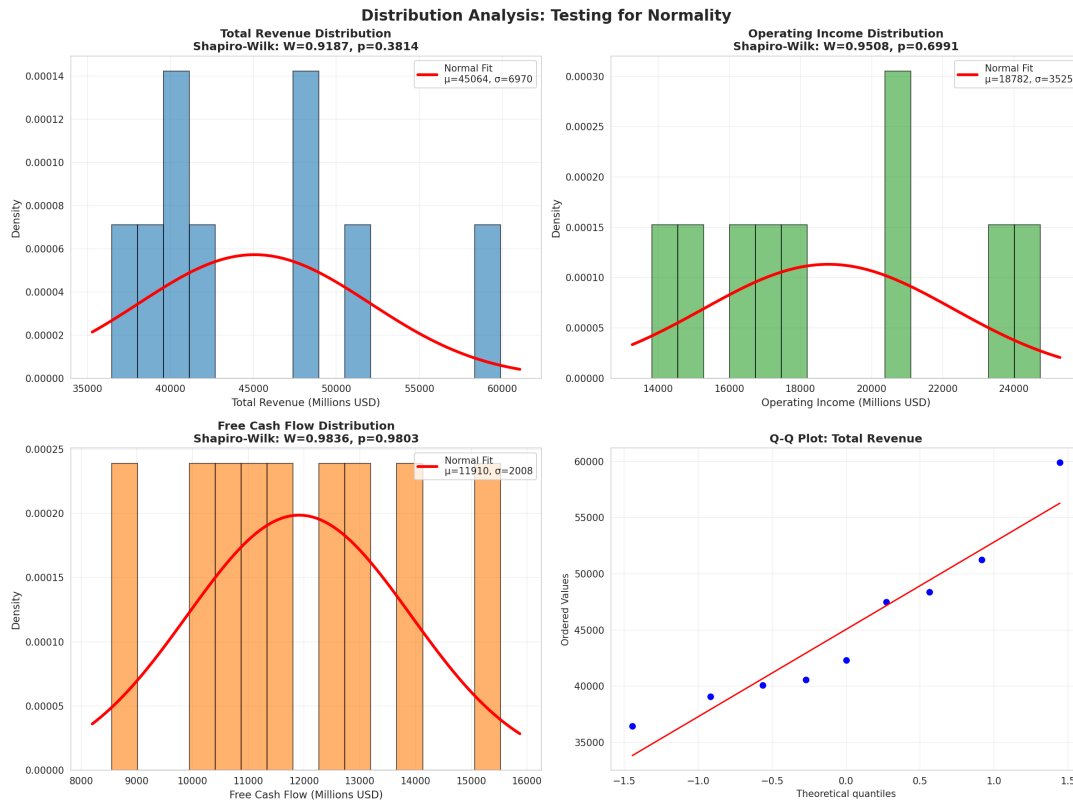 Distribution Analysis: Testing for Normality
Total Revenue Distribution
Shapiro-Wilk: W=0.9187, p=0.3814
Normal Fit
μ=45064, σ=6970
Density
0.00014
0.00012
0.00010
0.00008
0.00006
0.00004
0.00002
0.00000
35000 40000 45000 50000 55000 60000
Total Revenue (Millions USD)
Operating Income Distribution
Shapiro-Wilk: W=0.9508, p=0.6991
Normal Fit
μ=18782, σ=3525
Density
0.00030
0.00025
0.00020
0.00015
0.00010
0.00005
0.00000
14000 16000 18000 20000 22000 24000
Operating Income (Millions USD)
Free Cash Flow Distribution
Shapiro-Wilk: W=0.9836, p=0.9803
Normal Fit
μ=11910, σ=2008
Density
0.00025
0.00020
0.00015
0.00010
0.00005
0.00000
8000 9000 10000 11000 12000 13000 14000 15000 16000
Free Cash Flow (Millions USD)
Q-Q Plot: Total Revenue
Ordered Values
60000
55000
50000
45000
40000
35000
−1.5 −1.0 −0.5 0.0 0.5 1.0 1.5
Theoretical quantiles